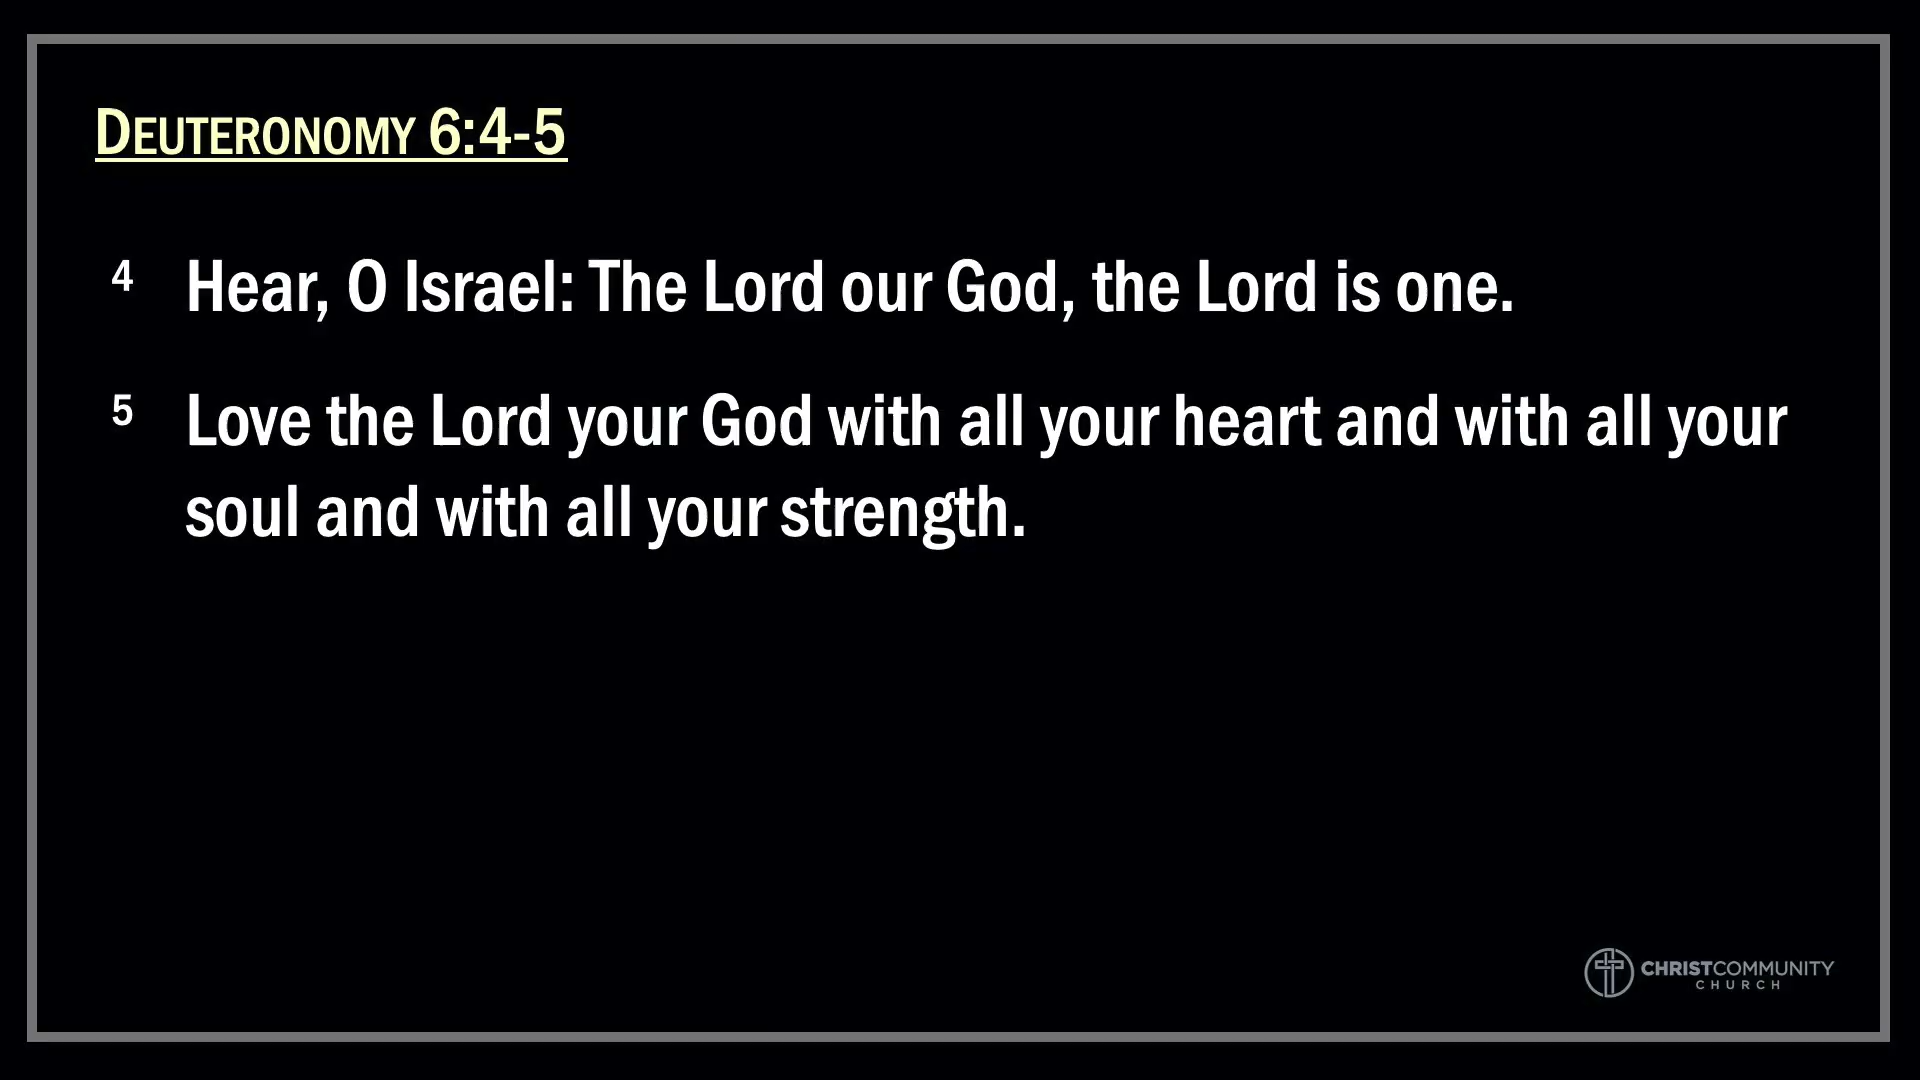 DEUTERONOMY 6:4-5
4 Hear, O Israel: The Lord our God, the Lord is one.
5 Love the Lord your God with all your heart and with all your
soul and with all your strength.
CHRISTCOMMUNITY
CHURCH